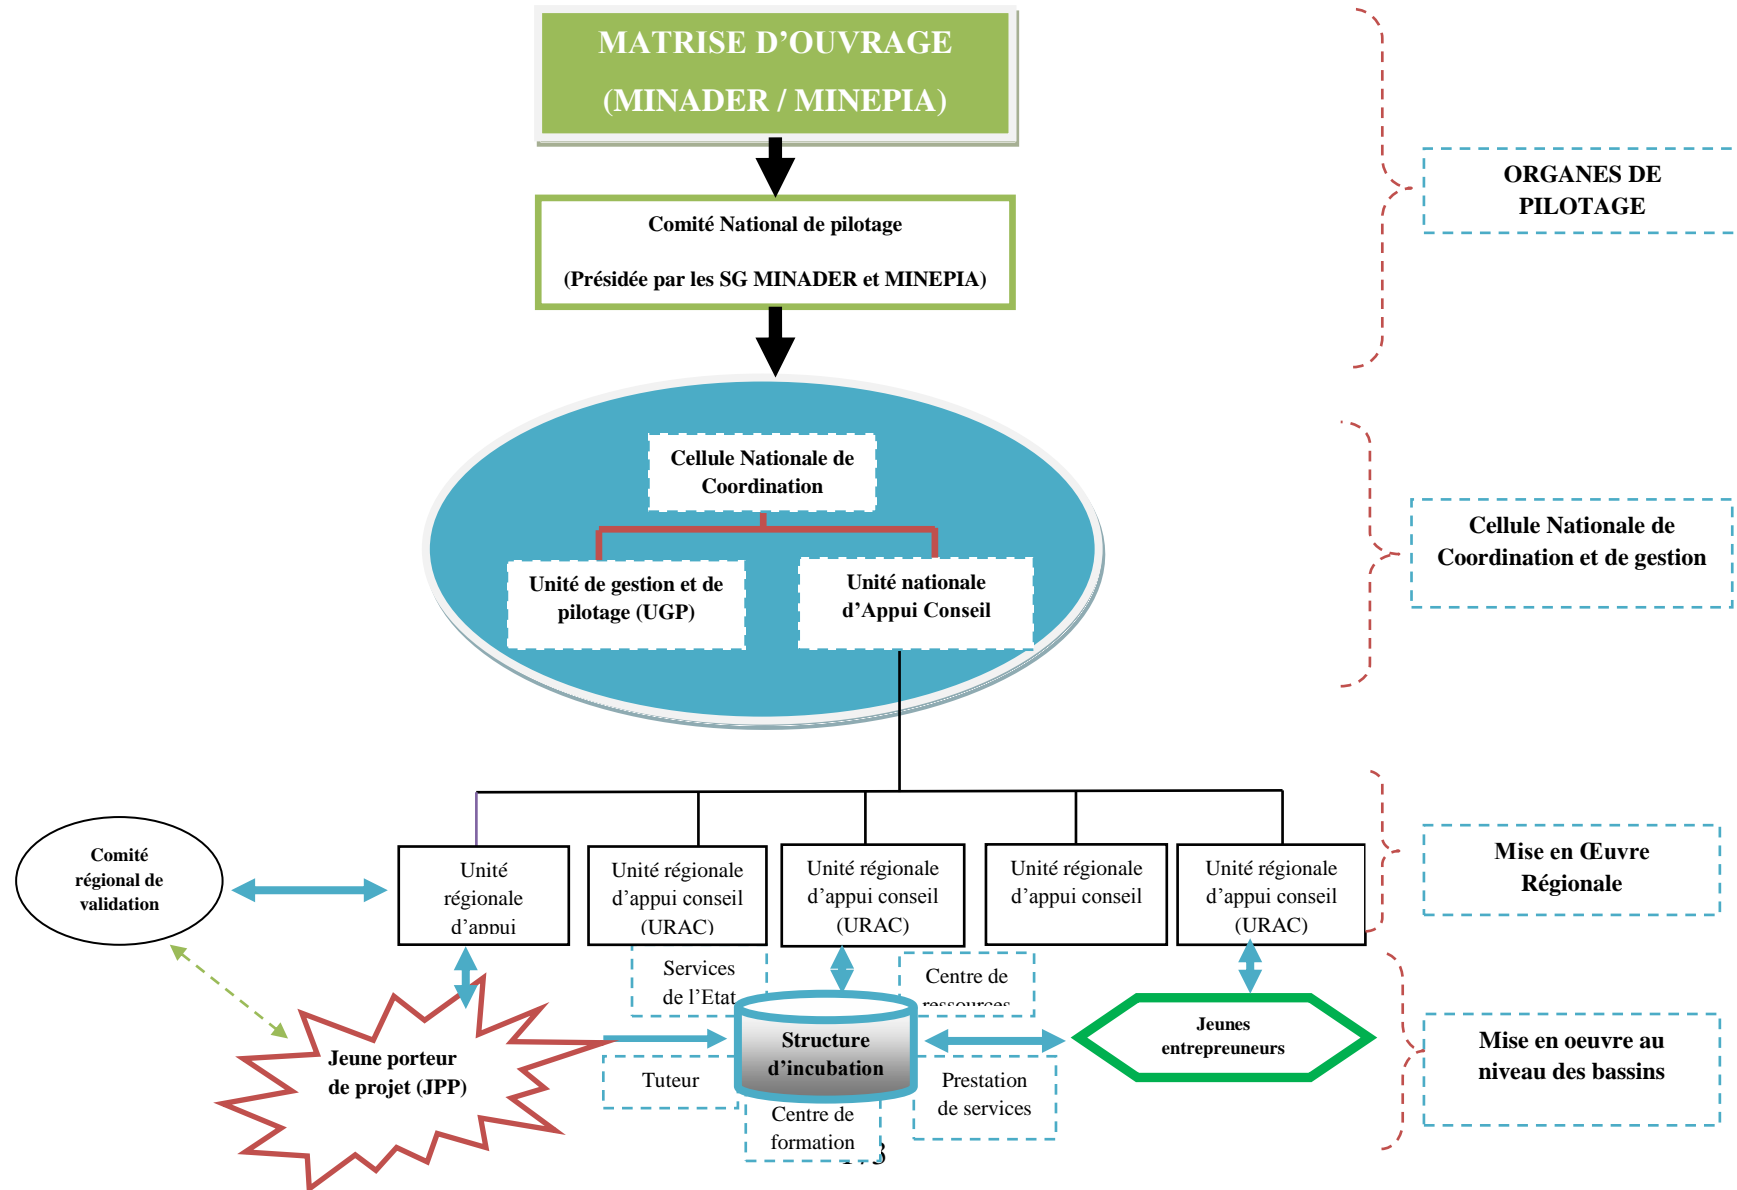 MATRISE D’OUVRAGE
(MINADER / MINEPIA)
ORGANES DE
PILOTAGE
Comité National de pilotage
(Présidée par les SG MINADER et MINEPIA)
Cellule Nationale de
Coordination
Cellule Nationale de
Coordination et de gestion
Unité de gestion et de
pilotage (UGP)
Unité nationale
d’Appui Conseil
Comité
régional de
validation
Unité
régionale
d’appui
Unité régionale
d’appui conseil
(URAC)
Unité régionale
d’appui conseil
(URAC)
Unité régionale
d’appui conseil
Unité régionale
d’appui conseil
(URAC)
Mise en Œuvre
Régionale
Services
de l’Etat
Centre de
ressources
Jeune porteur
de projet (JPP)
Structure
d’incubation
Jeunes
entrepreuneurs
Mise en oeuvre au
niveau des bassins
Tuteur
Prestation
de services
Centre de
formation